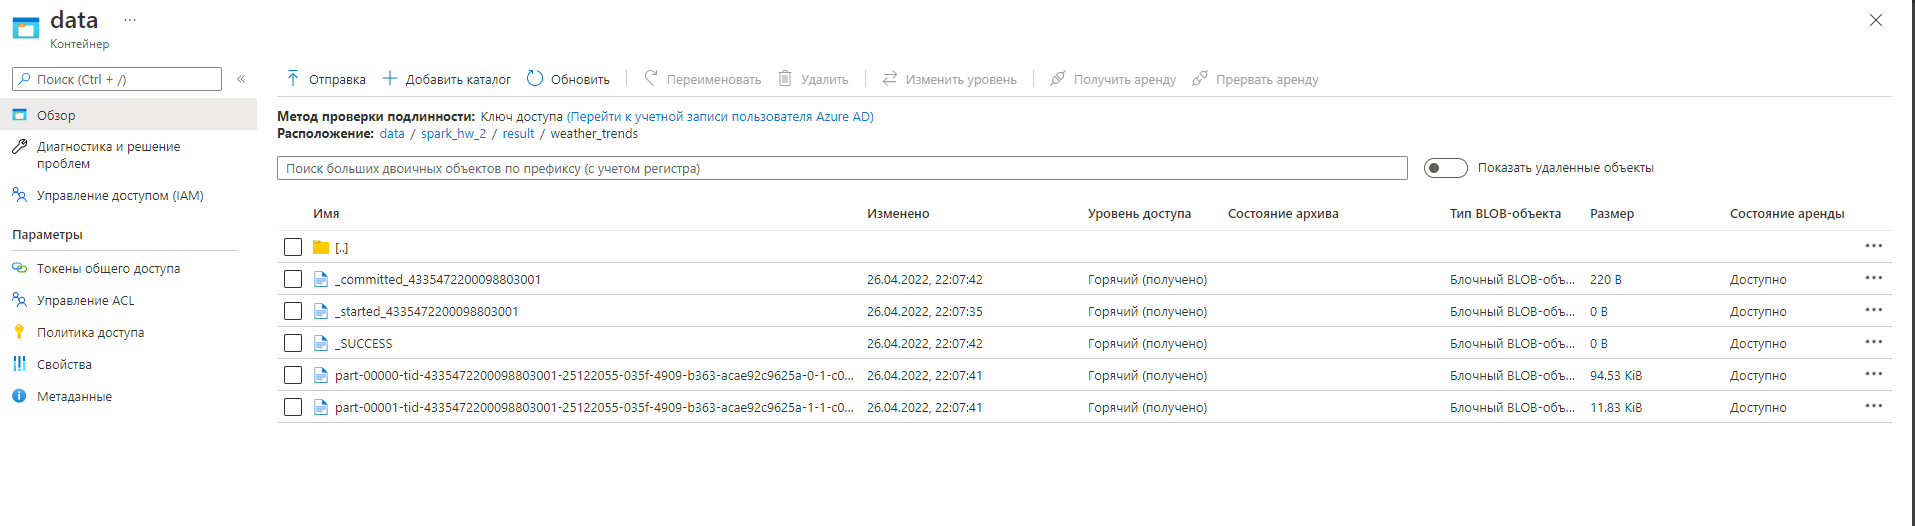 data ...
Контейнер
Поиск (Ctrl + /)
«
Обзор
Диагностика и решение
проблем
Управление доступом (IAM)
Параметры
Токены общего доступа
Управление ACL
Политика доступа
Свойства
Метаданные
Отправка Добавить каталог Обновить Переименовать Удалить Изменить уровень Получить аренду Прервать аренду
Метод проверки подлинности: Ключ доступа (Перейти к учетной записи пользователя Azure AD)
Расположение: data / spark_hw_2 / result / weather_trends
Поиск больших двоичных объектов по префиксу (с учетом регистра) Показать удаленные объекты
Имя Изменено Уровень доступа Состояние архива Тип BLOB-объекта Размер Состояние аренды
[..] ...
_committed_4335472200098803001 26.04.2022, 22:07:42 Горячий (получено) Блочный BLOB-объ... 220 B Доступно ...
_started_4335472200098803001 26.04.2022, 22:07:35 Горячий (получено) Блочный BLOB-объ... 0 B Доступно ...
_SUCCESS 26.04.2022, 22:07:42 Горячий (получено) Блочный BLOB-объ... 0 B Доступно ...
part-00000-tid-4335472200098803001-25122055-035f-4909-b363-acae92c9625a-0-1-c0... 26.04.2022, 22:07:41 Горячий (получено) Блочный BLOB-объ... 94.53 KiB Доступно ...
part-00001-tid-4335472200098803001-25122055-035f-4909-b363-acae92c9625a-1-1-c0... 26.04.2022, 22:07:41 Горячий (получено) Блочный BLOB-объ... 11.83 KiB Доступно ...